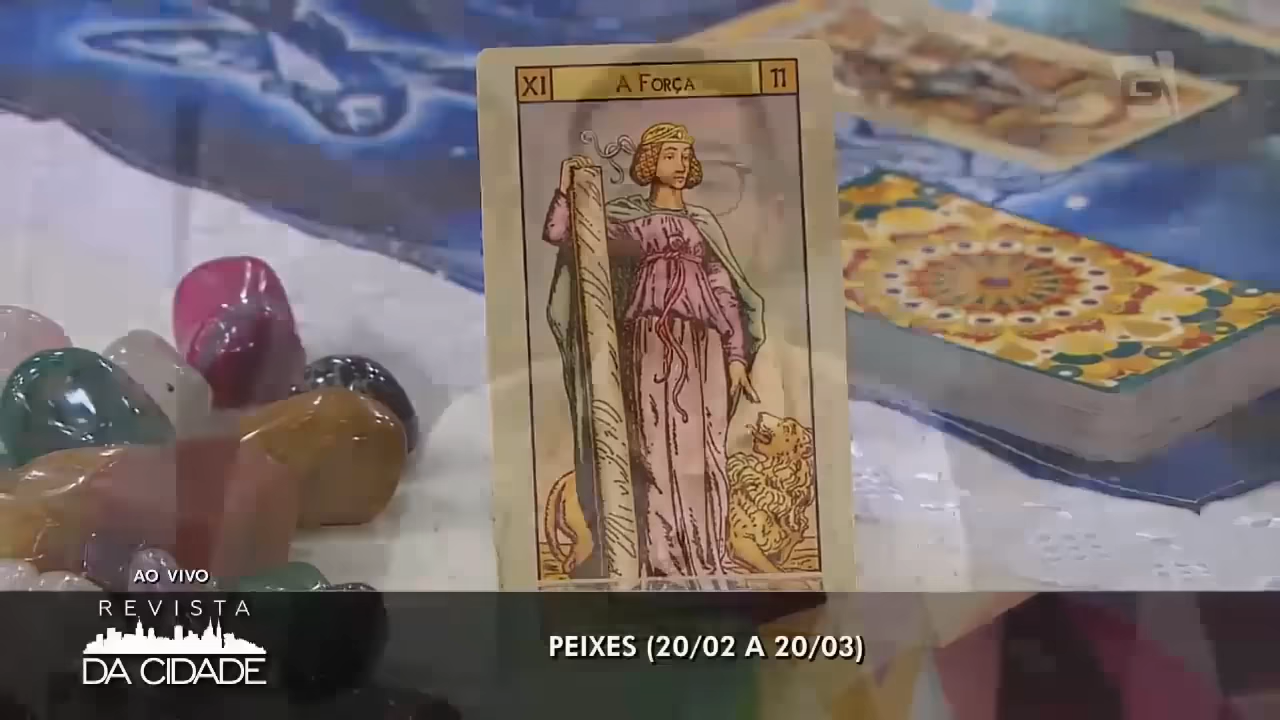 XI A FORÇA 11
AO VIVO
REVISTA
DA CIDADE
PEIXES (20/02 A 20/03)
G